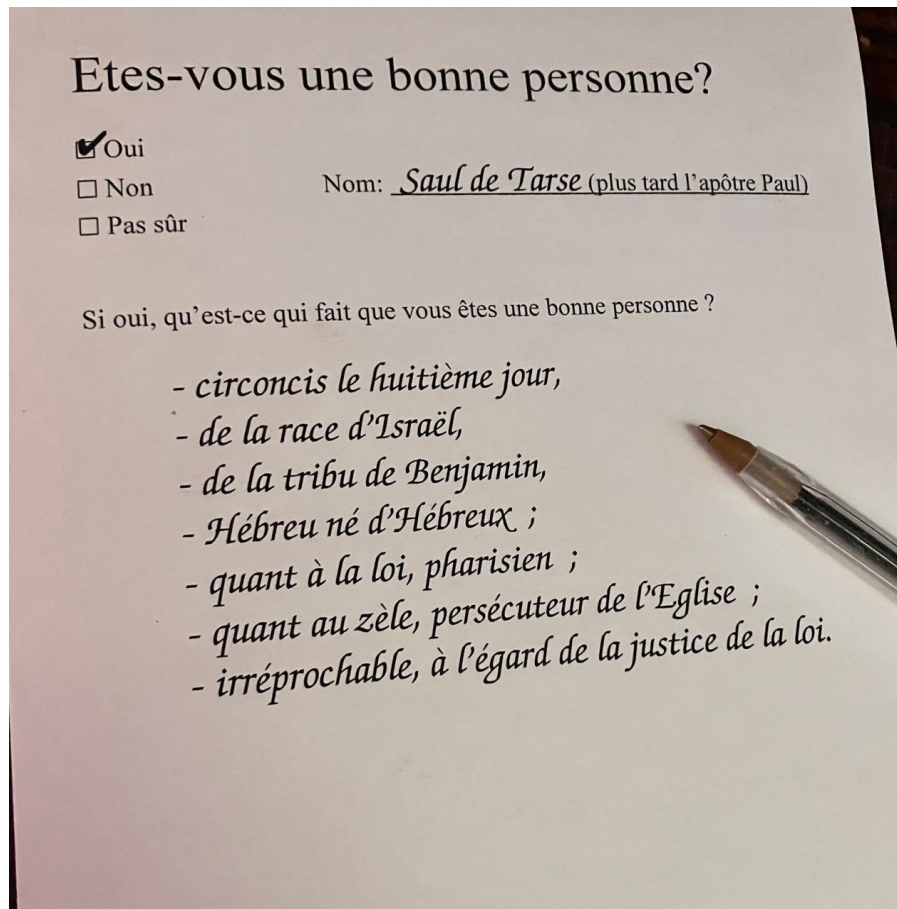 Etes-vous une bonne personne?
Oui
Non
Nom: Saul de Tarse (plus tard l'apôtre Paul)
Pas sûr
Si oui, qu'est-ce qui fait que vous êtes une bonne personne ?
- circoncis le huitième jour,
- de la race d'Israël,
- de la tribu de Benjamin,
- Hébreu né d'Hébreux ;
- quant à la loi, pharisien ;
- quant au zèle, persécuteur de l'Eglise ;
- irréprochable, à l'égard de la justice de la loi.